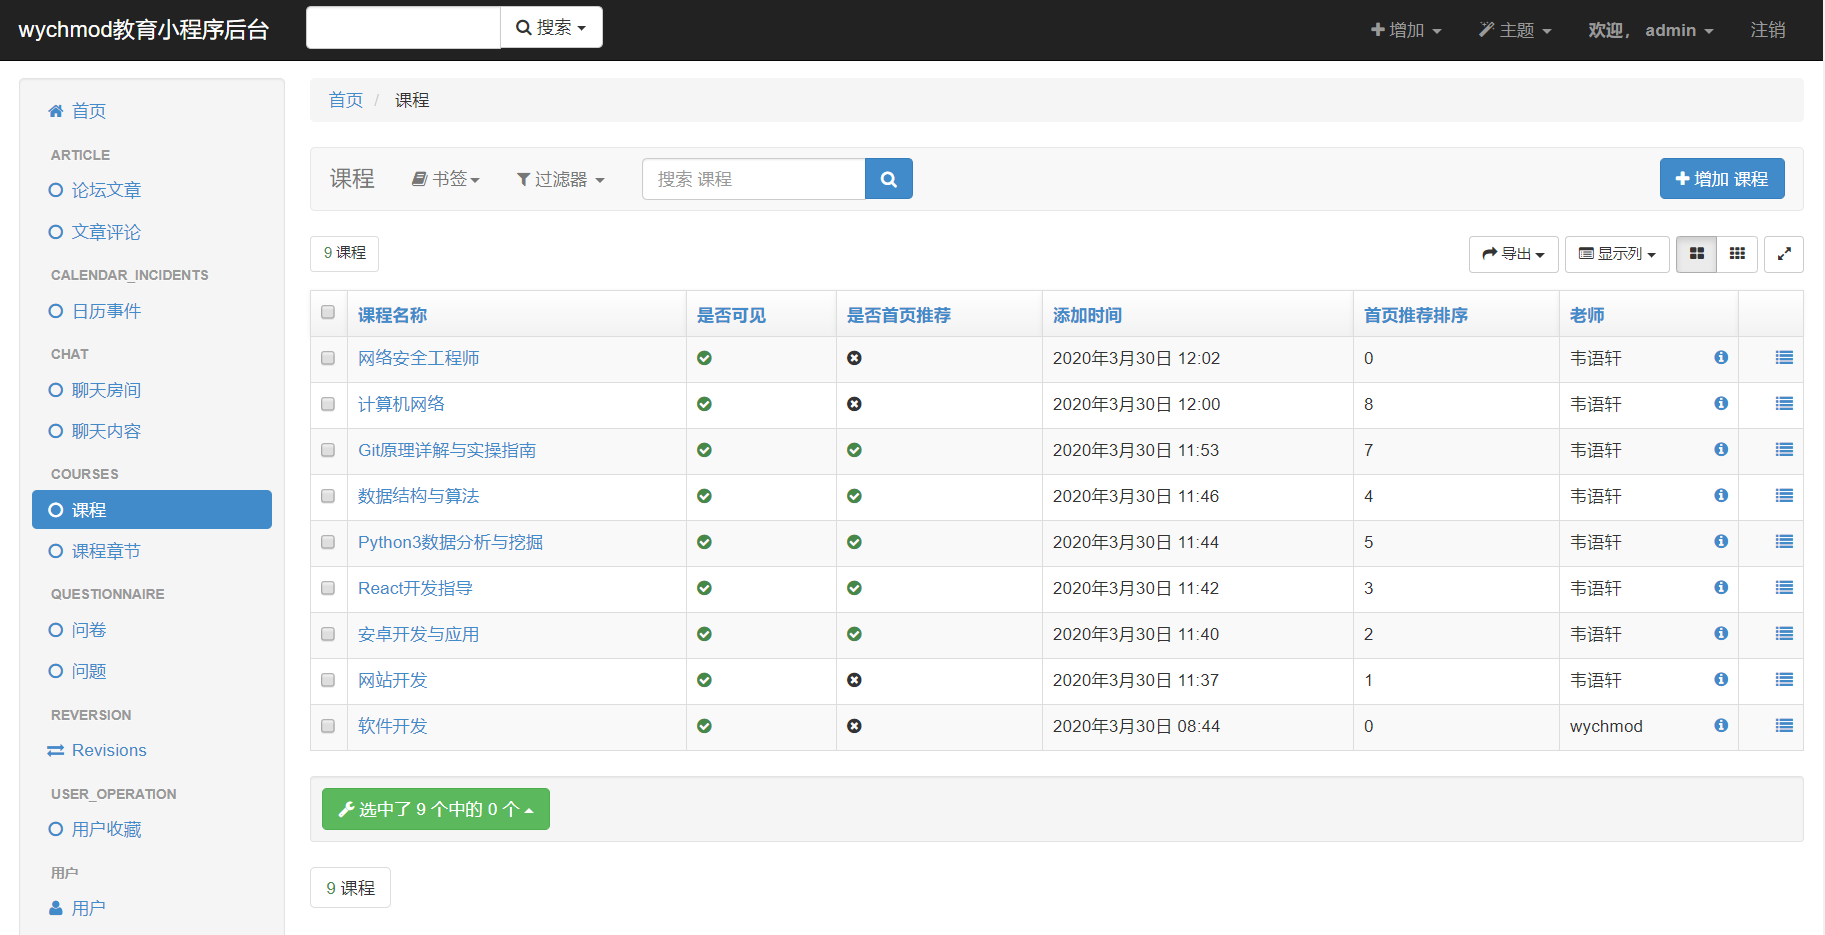 wychmod教育小程序后台 搜索 增加 主题 欢迎， admin 注销
首页
ARTICLE
论坛文章
文章评论
CALENDAR_INCIDENTS
日历事件
CHAT
聊天房间
聊天内容
COURSES
课程
课程章节
QUESTIONNAIRE
问卷
问题
REVERSION
Revisions
USER_OPERATION
用户收藏
用户
用户
首页 / 课程
课程 书签 过滤器 搜索 课程 增加 课程
9 课程 导出 显示列
课程名称 是否可见 是否首页推荐 添加时间 首页推荐排序 老师
网络安全工程师 2020年3月30日 12:02 0 韦语轩
计算机网络 2020年3月30日 12:00 8 韦语轩
Git原理详解与实操指南 2020年3月30日 11:53 7 韦语轩
数据结构与算法 2020年3月30日 11:46 4 韦语轩
Python3数据分析与挖掘 2020年3月30日 11:44 5 韦语轩
React开发指导 2020年3月30日 11:42 3 韦语轩
安卓开发与应用 2020年3月30日 11:40 2 韦语轩
网站开发 2020年3月30日 11:37 1 韦语轩
软件开发 2020年3月30日 08:44 0 wychmod
选中了 9 个中的 0 个
9 课程